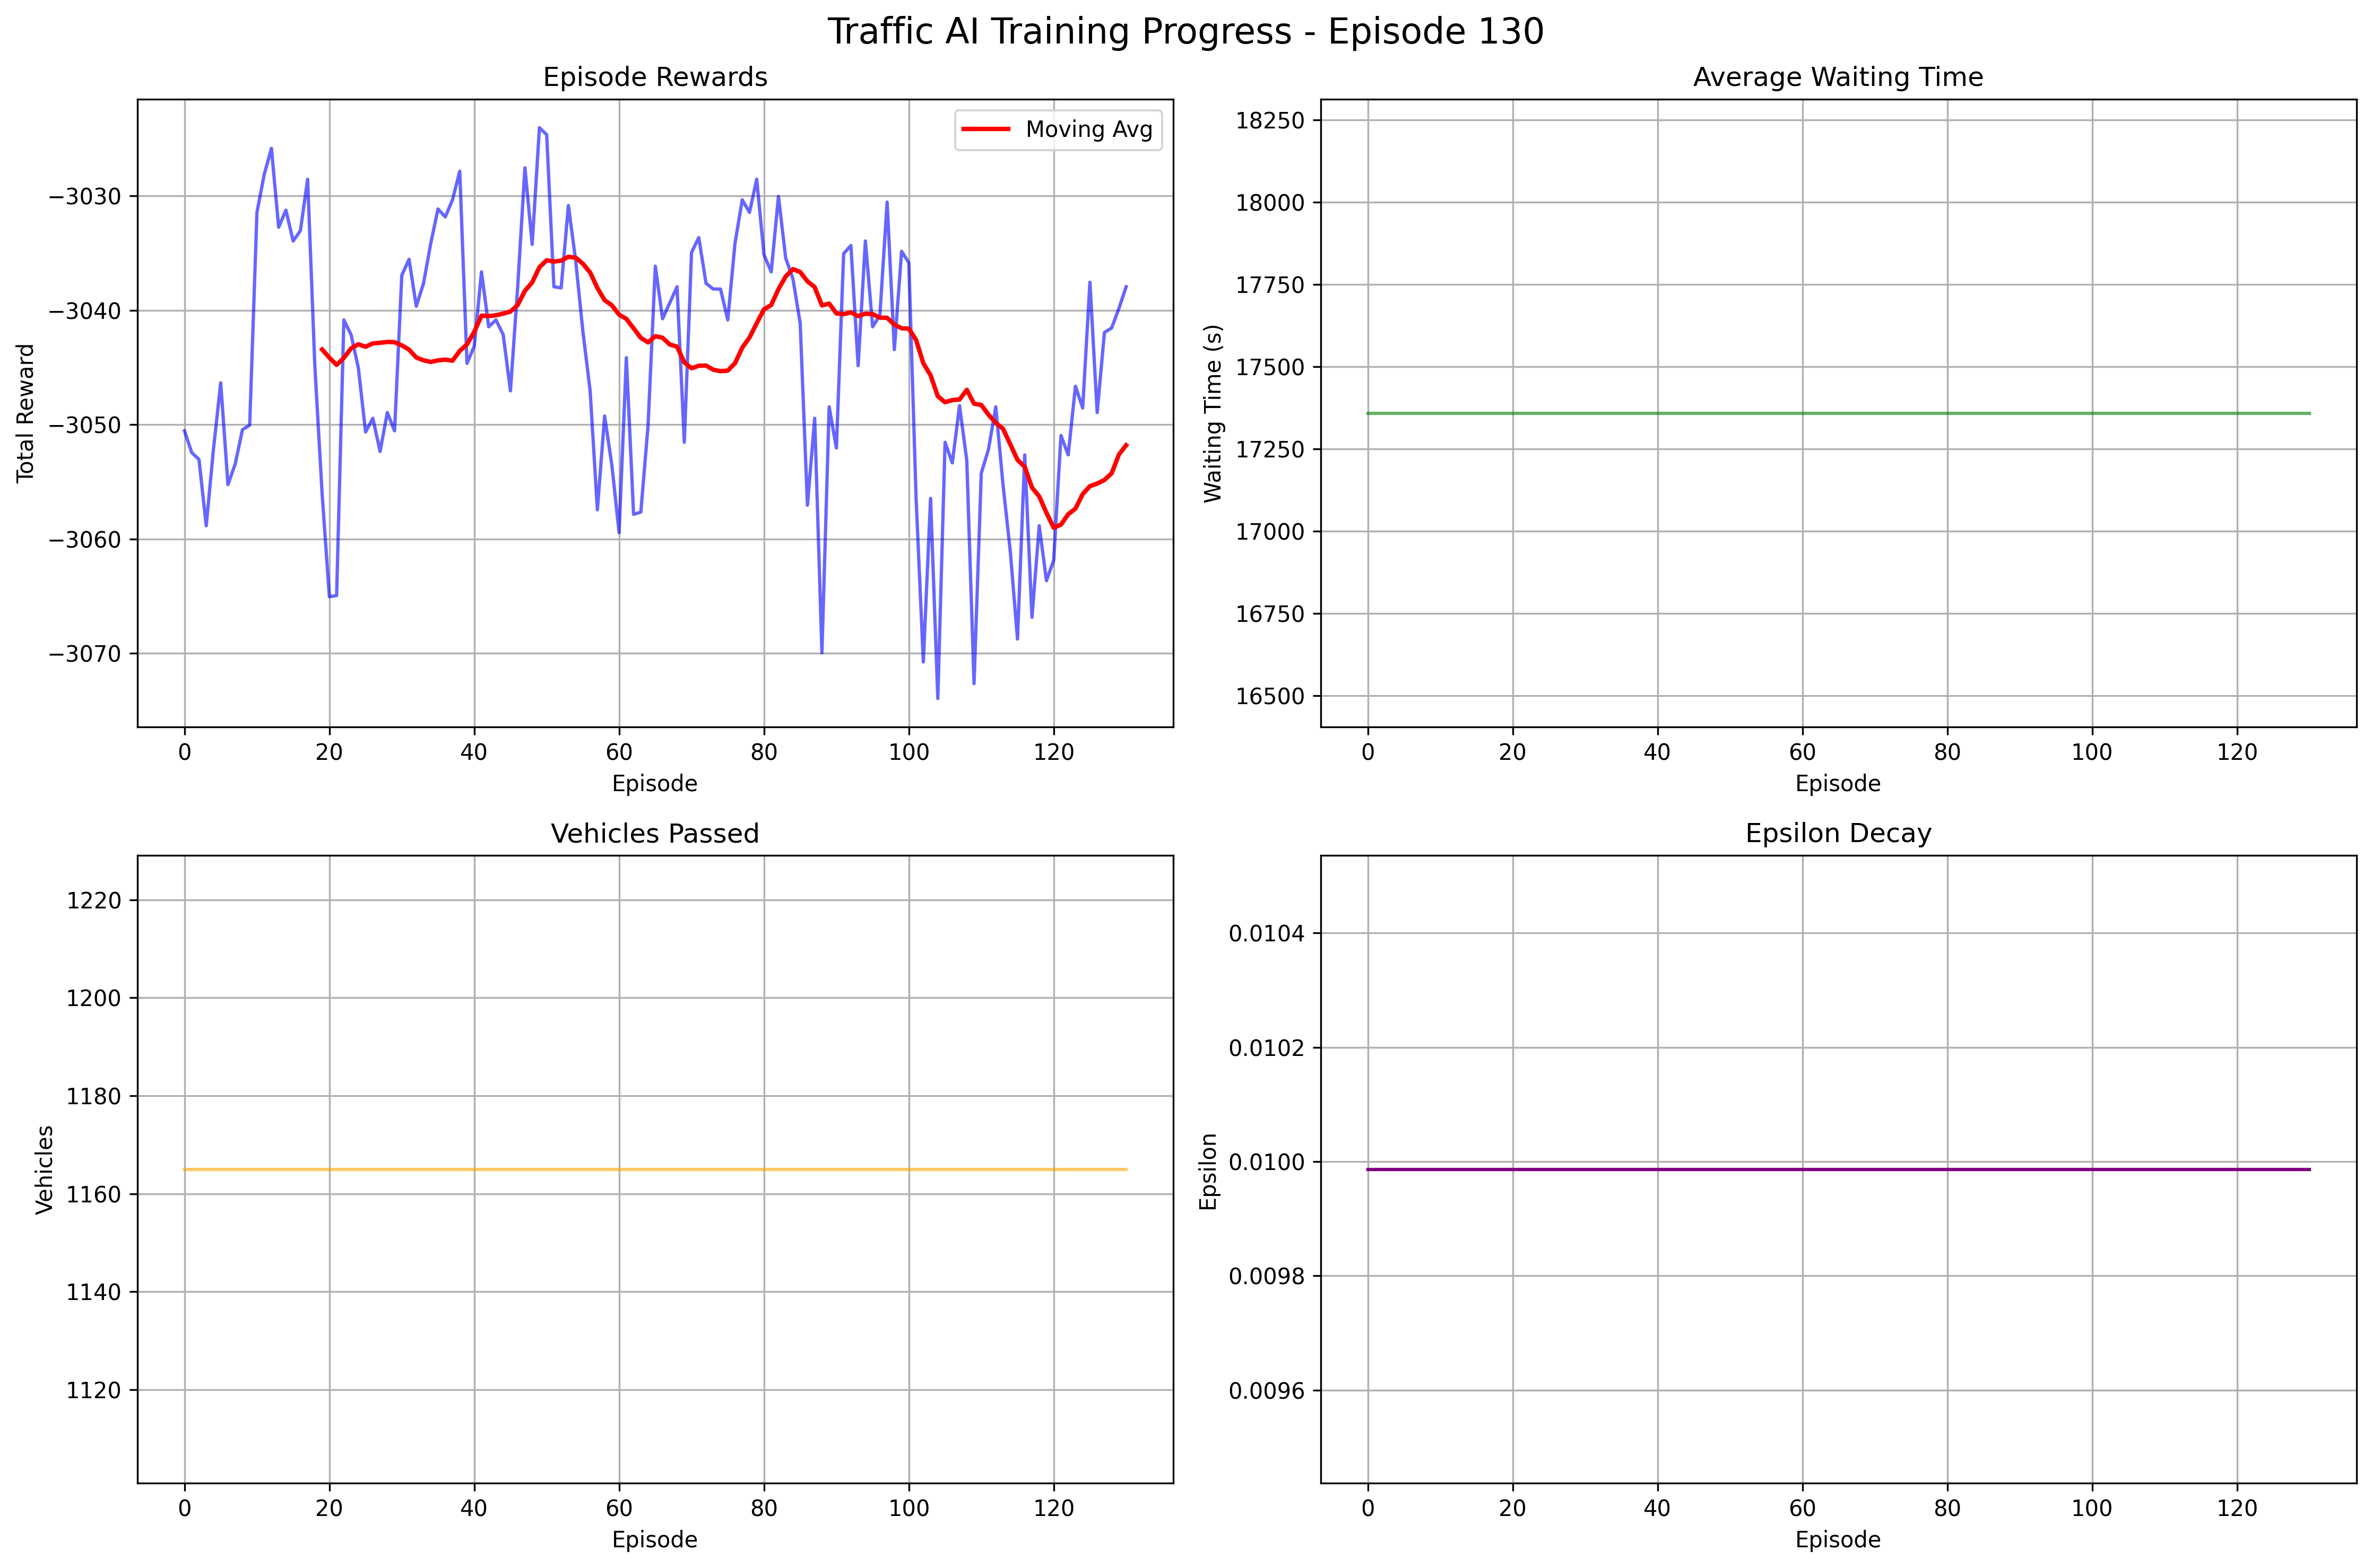 Traffic AI Training Progress - Episode 130
Episode Rewards
Moving Avg
Total Reward
−3030
−3040
−3050
−3060
−3070
0 20 40 60 80 100 120
Episode
Average Waiting Time
Waiting Time (s)
18250
18000
17750
17500
17250
17000
16750
16500
0 20 40 60 80 100 120
Episode
Vehicles Passed
Vehicles
1220
1200
1180
1160
1140
1120
0 20 40 60 80 100 120
Episode
Epsilon Decay
Epsilon
0.0104
0.0102
0.0100
0.0098
0.0096
0 20 40 60 80 100 120
Episode